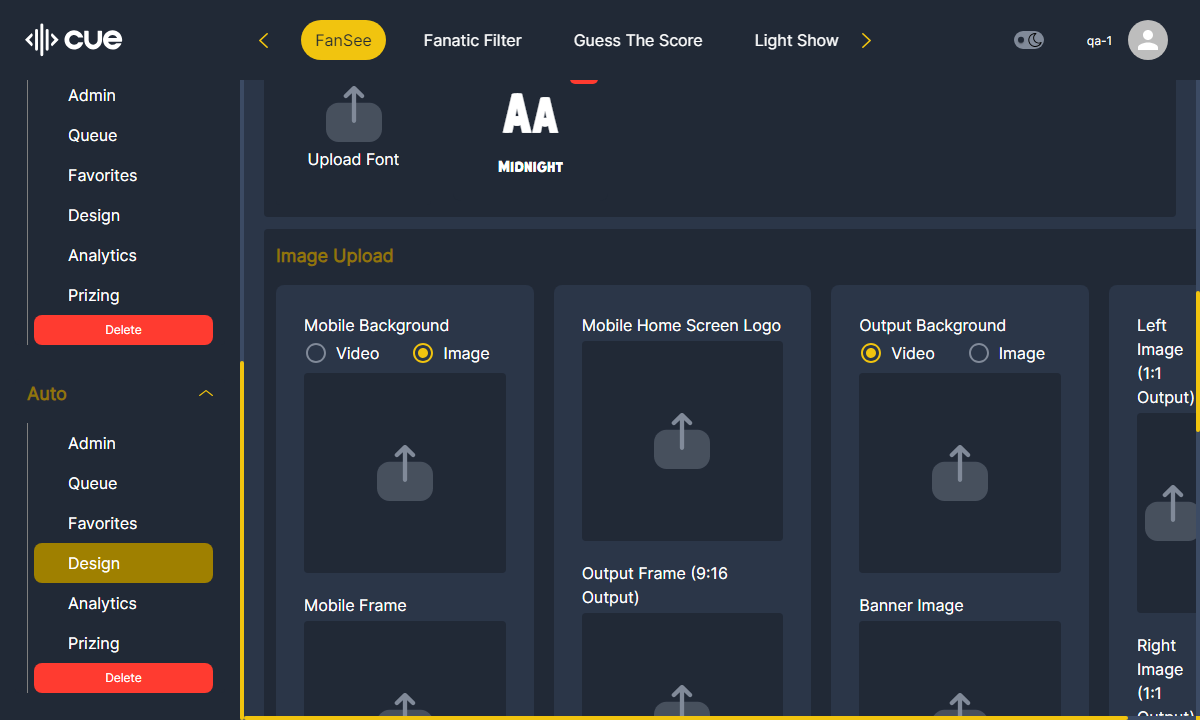 cue
FanSee
Fanatic Filter
Guess The Score
Light Show
qa-1
Admin
Queue
Favorites
Design
Analytics
Prizing
Delete
Auto
Admin
Queue
Favorites
Design
Analytics
Prizing
Delete
Upload Font
AA
MIDNIGHT
Image Upload
Mobile Background
Video
Image
Mobile Frame
Mobile Home Screen Logo
Output Frame (9:16
Output)
Output Background
Video
Image
Banner Image
Left
Image
(1:1
Output)
Right
Image
(1:1
Output)